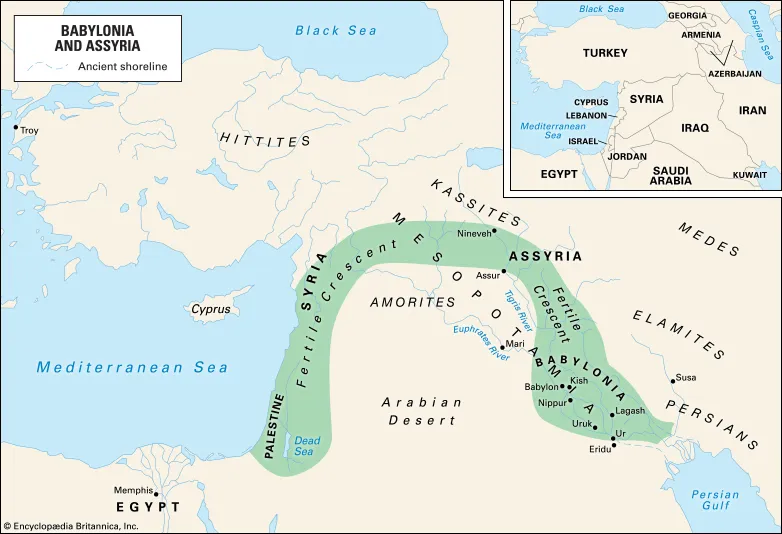 BABYLONIA
AND ASSYRIA
Ancient shoreline
Black Sea
Troy
HITTITES
KASSITES
MEDES
Nineveh
ASSYRIA
MESOPOTAMIA
Assur
SYRIA
Fertile Crescent
AMORITES
Tigris River
Fertile
Crescent
Cyprus
Euphrates River
ELAMITES
Mari
Mediterranean Sea
BABYLONIA
Babylon
Kish
Susa
Nippur
Arabian
Desert
PALESTINE
Lagash
PERSIANS
Uruk
Ur
Eridu
Dead
Sea
Memphis
EGYPT
Persian
Gulf
© Encyclopædia Britannica, Inc.
Black Sea
GEORGIA
Caspian Sea
ARMENIA
TURKEY
AZERBAIJAN
CYPRUS
SYRIA
LEBANON
IRAN
Mediterranean
Sea
IRAQ
ISRAEL
JORDAN
EGYPT
SAUDI
ARABIA
KUWAIT